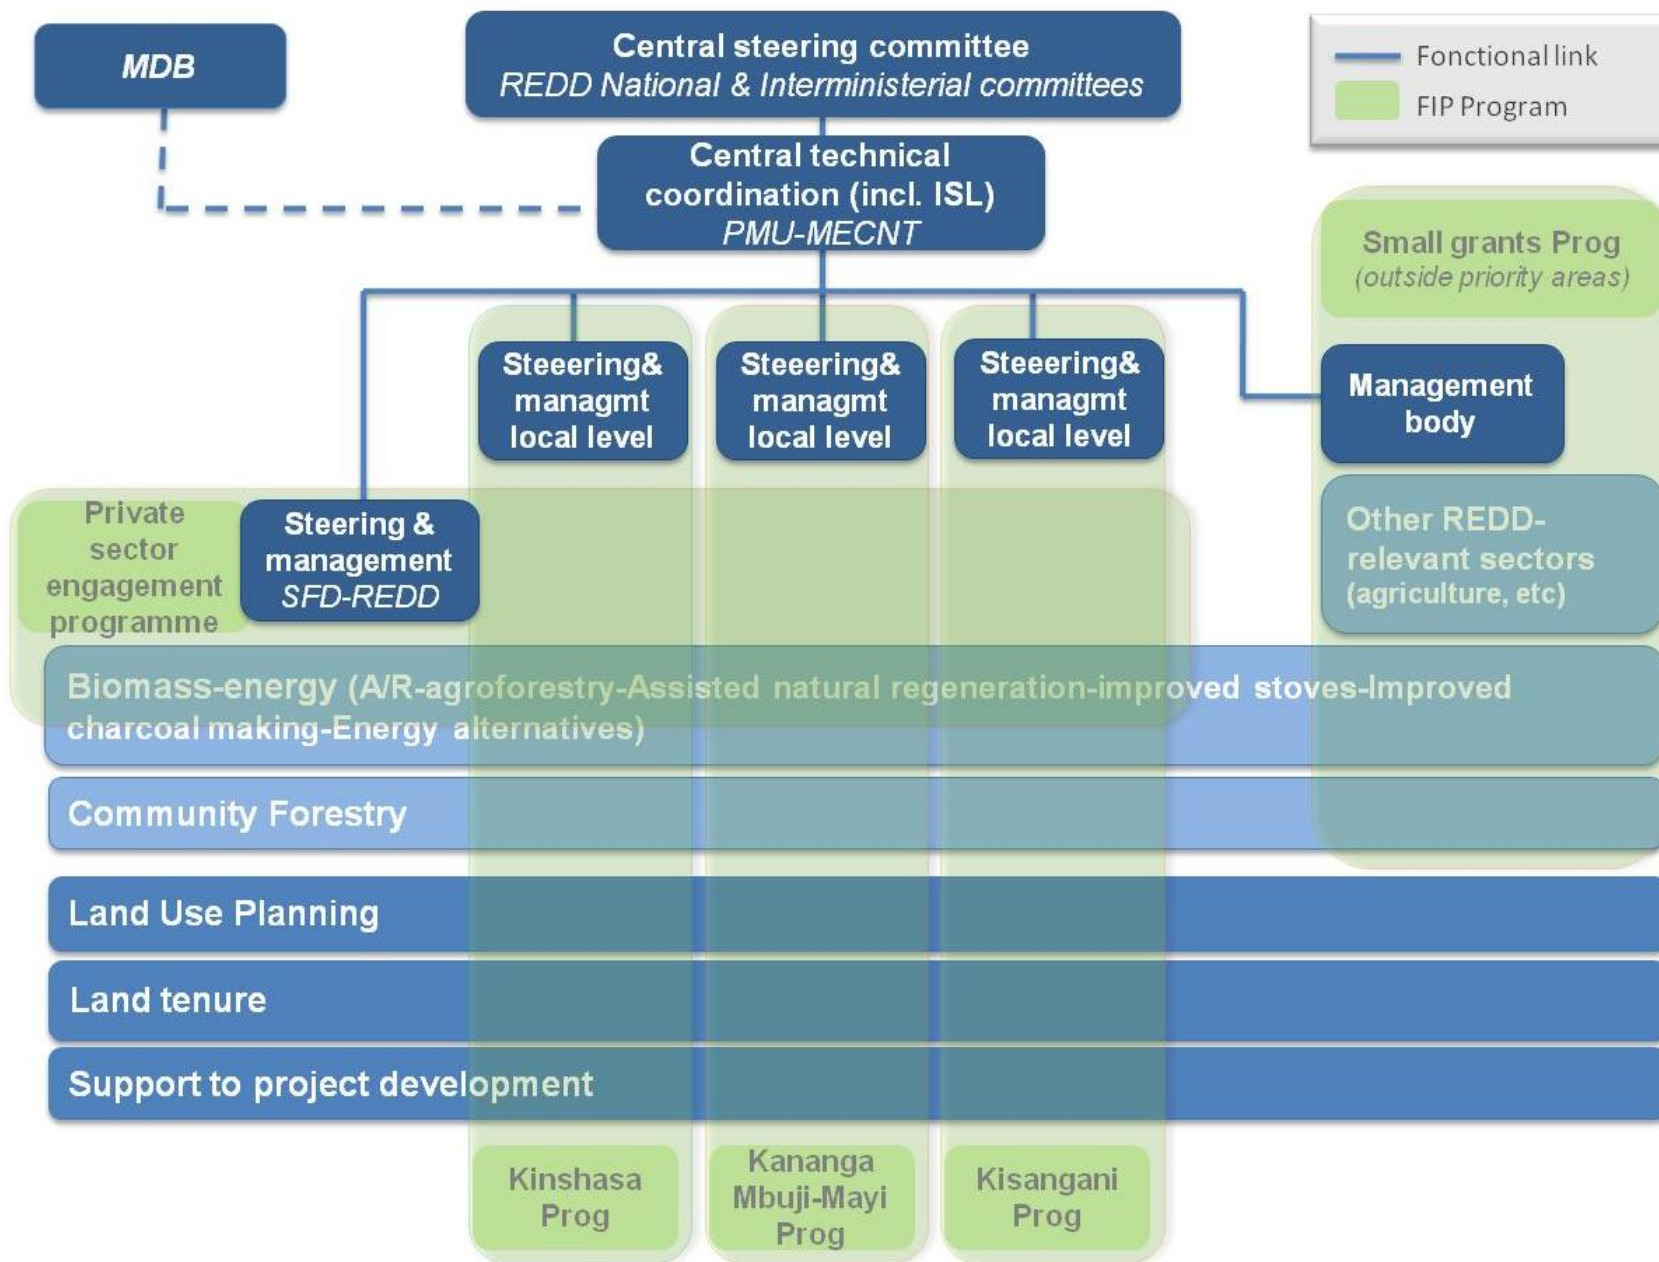 MDB
Central steering committee
REDD National & Interministerial committees
Fonctional link
FIP Program
Central technical
coordination (incl. ISL)
PMU-MECNT
Small grants Prog
(outside priority areas)
Steeering&
managmt
local level
Steeering&
managmt
local level
Steeering&
managmt
local level
Management
body
Private
sector
engagement
programme
Steering &
management
SFD-REDD
Other REDD-
relevant sectors
(agriculture, etc)
Biomass-energy (A/R-agroforestry-Assisted natural regeneration-improved stoves-Improved
charcoal making-Energy alternatives)
Community Forestry
Land Use Planning
Land tenure
Support to project development
Kinshasa
Prog
Kananga
Mbuji-Mayi
Prog
Kisangani
Prog